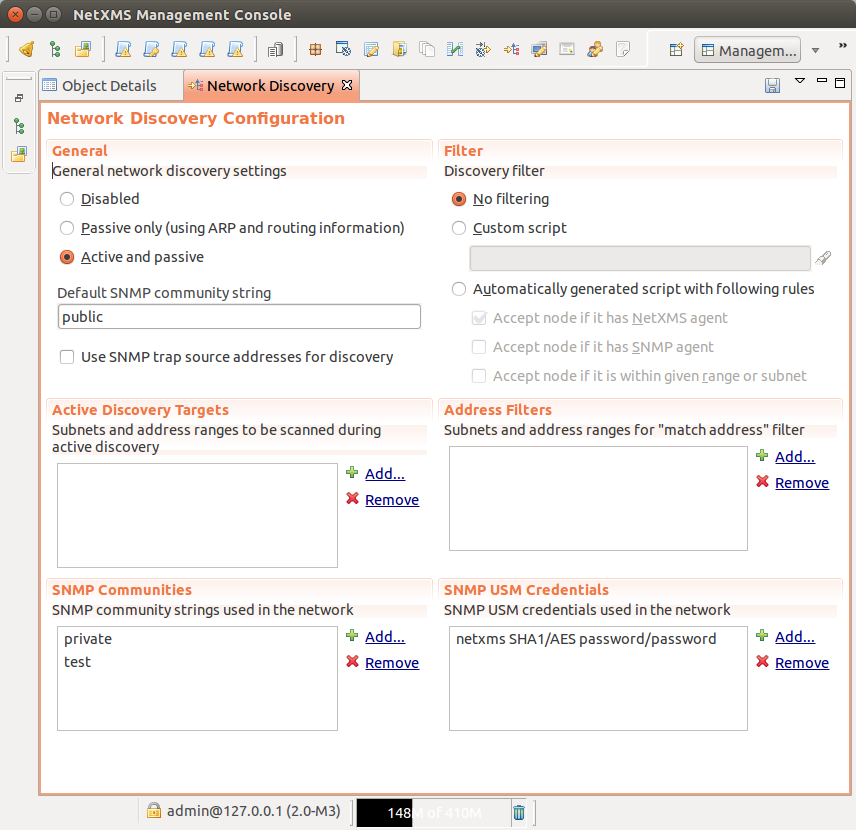 NetXMS Management Console
Managem...
»
Object Details
Network Discovery
Network Discovery Configuration
General
General network discovery settings
Disabled
Passive only (using ARP and routing information)
Active and passive
Default SNMP community string
public
Use SNMP trap source addresses for discovery
Filter
Discovery filter
No filtering
Custom script
Automatically generated script with following rules
Accept node if it has NetXMS agent
Accept node if it has SNMP agent
Accept node if it is within given range or subnet
Active Discovery Targets
Subnets and address ranges to be scanned during
active discovery
Add...
Remove
Address Filters
Subnets and address ranges for "match address" filter
Add...
Remove
SNMP Communities
SNMP community strings used in the network
private
test
Add...
Remove
SNMP USM Credentials
SNMP USM credentials used in the network
netxms SHA1/AES password/password
Add...
Remove
admin@127.0.0.1 (2.0-M3)
148M of 410M